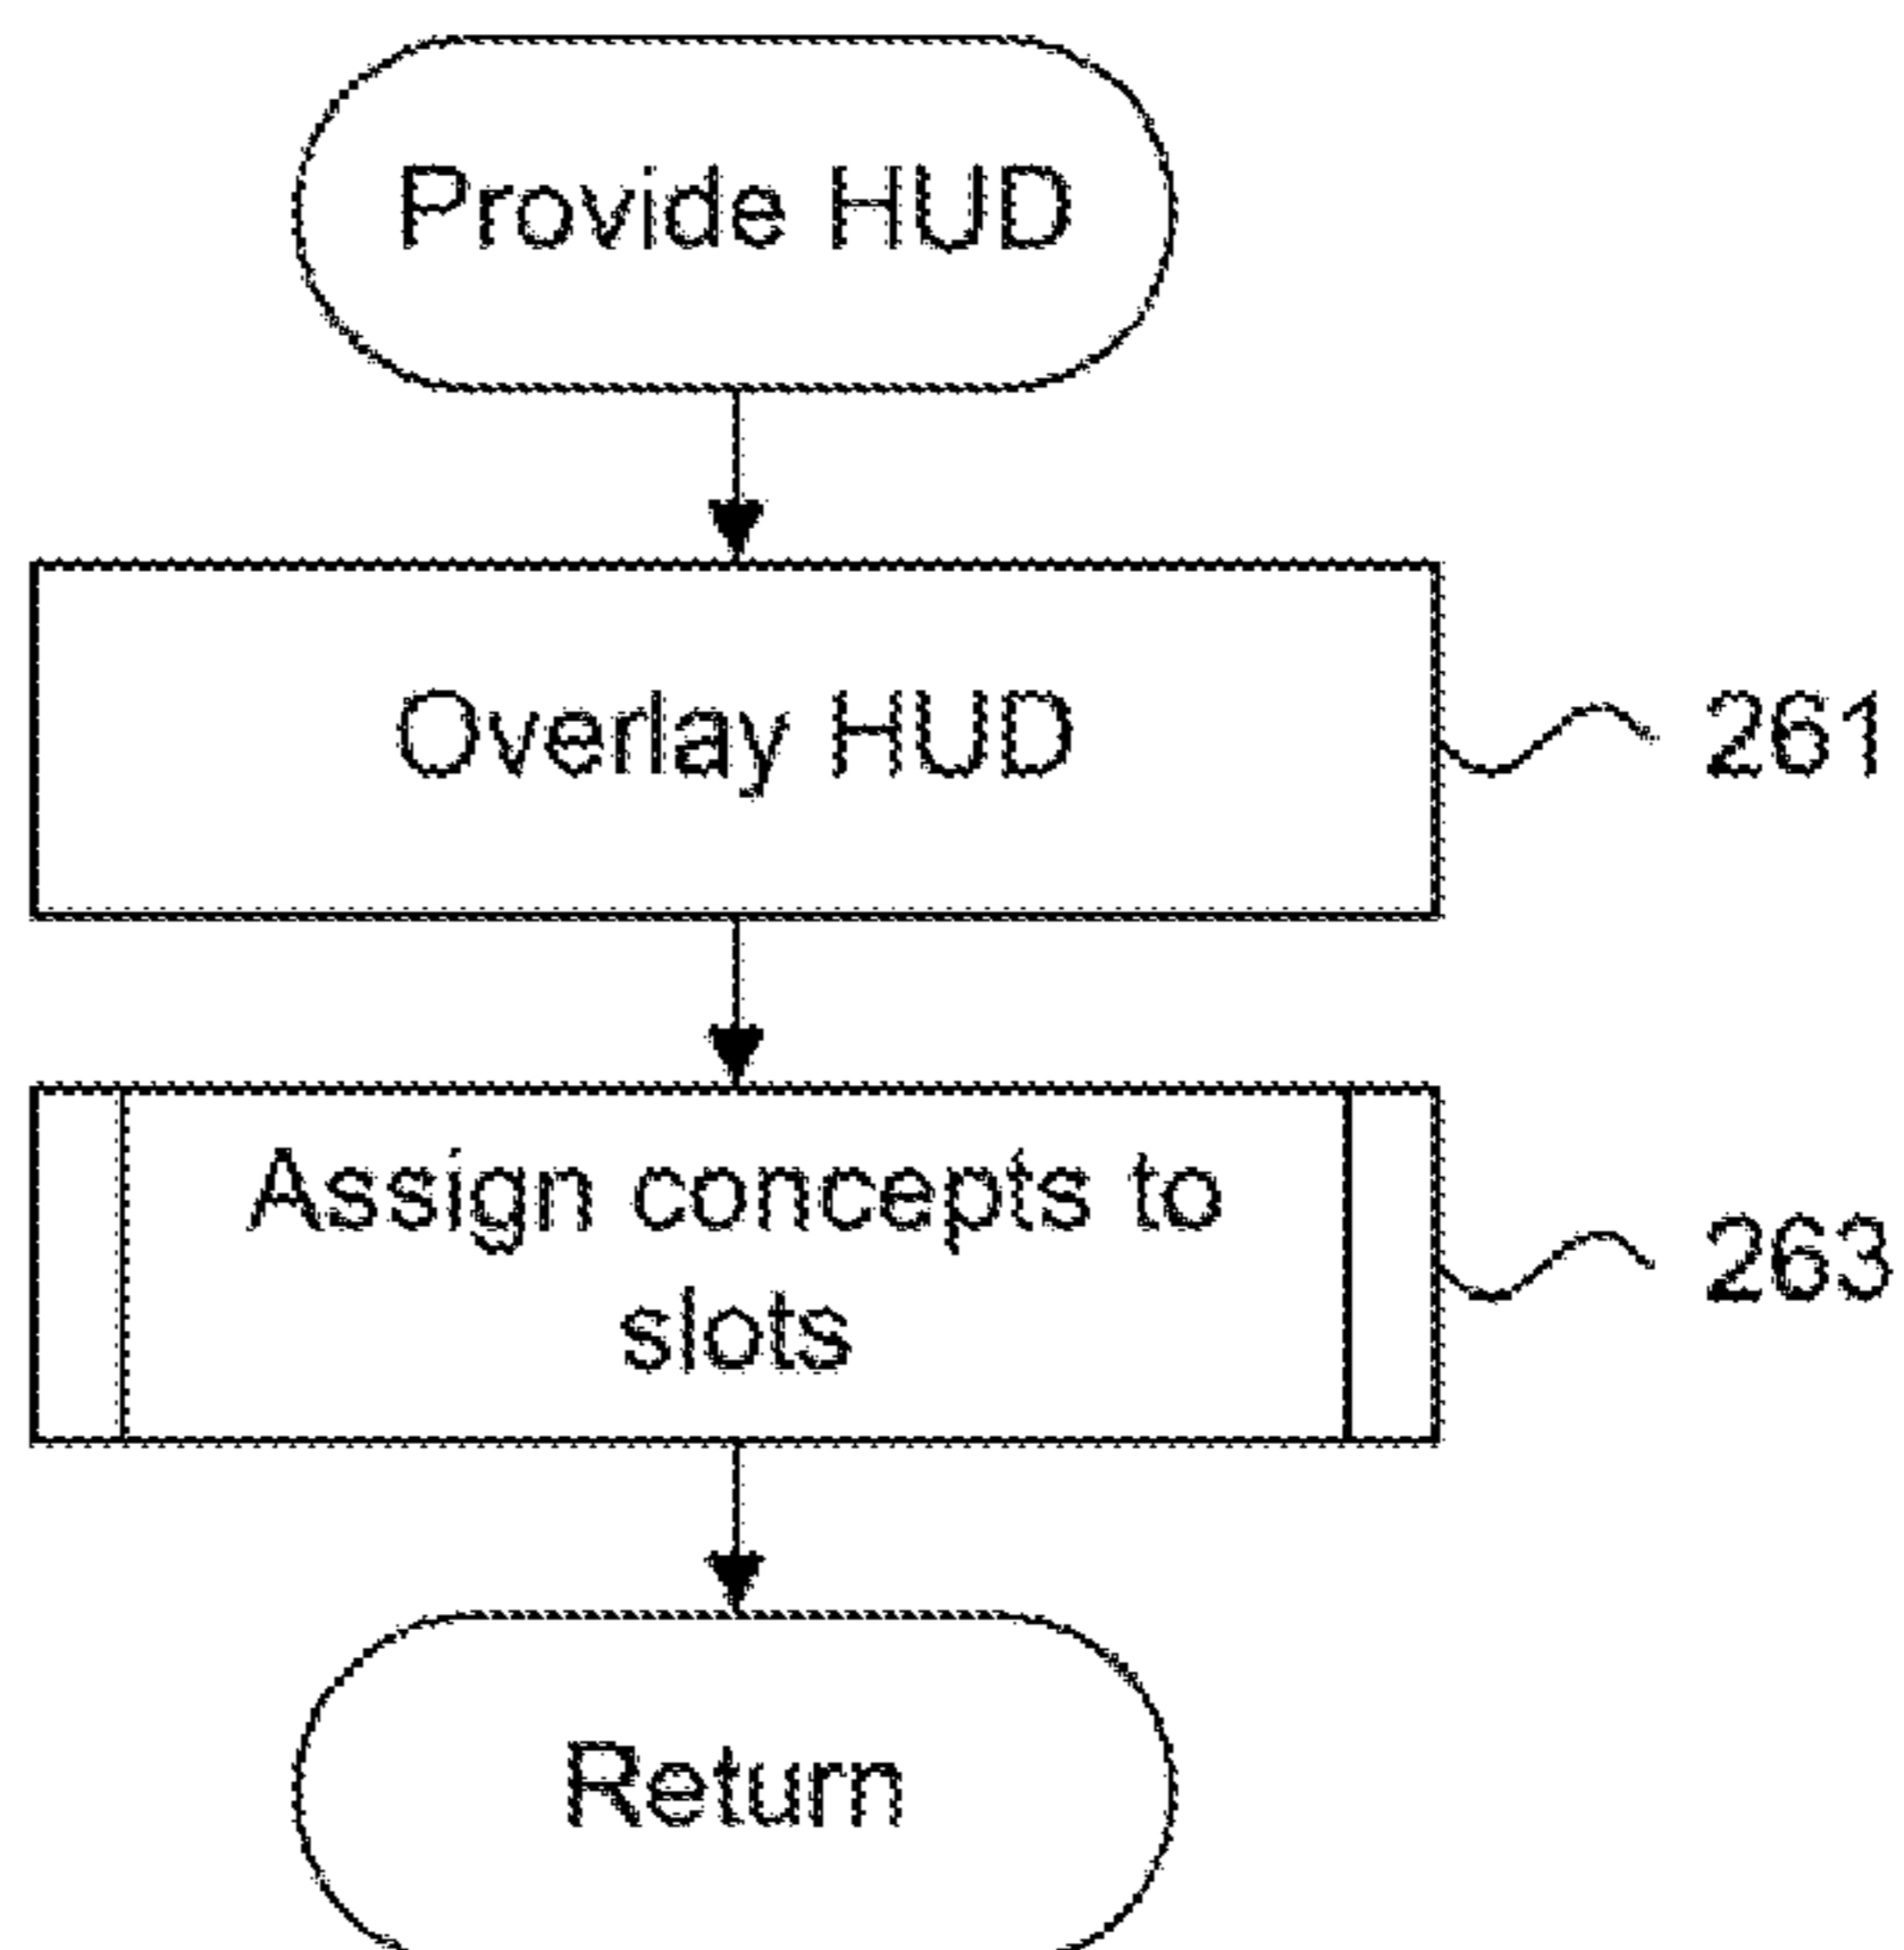 Provide HUD
Overlay HUD
261
Assign concepts to
slots
263
Return